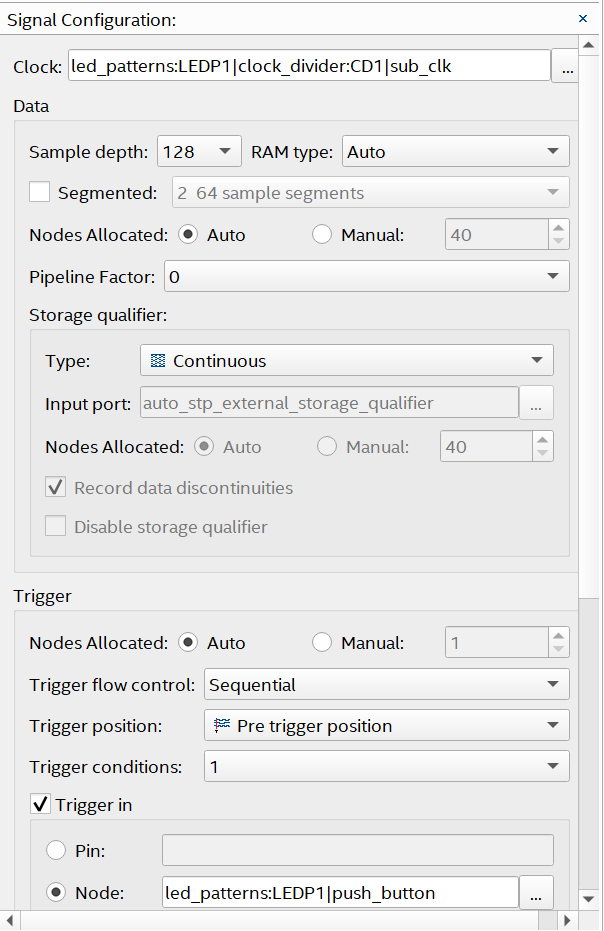 Signal Configuration:
Clock: led_patterns:LEDP1|clock_divider:CD1|sub_clk ...
Data
Sample depth: 128 RAM type: Auto
Segmented: 2 64 sample segments
Nodes Allocated: Auto Manual: 40
Pipeline Factor: 0
Storage qualifier:
Type: Continuous
Input port: auto_stp_external_storage_qualifier ...
Nodes Allocated: Auto Manual: 40
Record data discontinuities
Disable storage qualifier
Trigger
Nodes Allocated: Auto Manual: 1
Trigger flow control: Sequential
Trigger position: Pre trigger position
Trigger conditions: 1
Trigger in
Pin:
Node: led_patterns:LEDP1|push_button ...